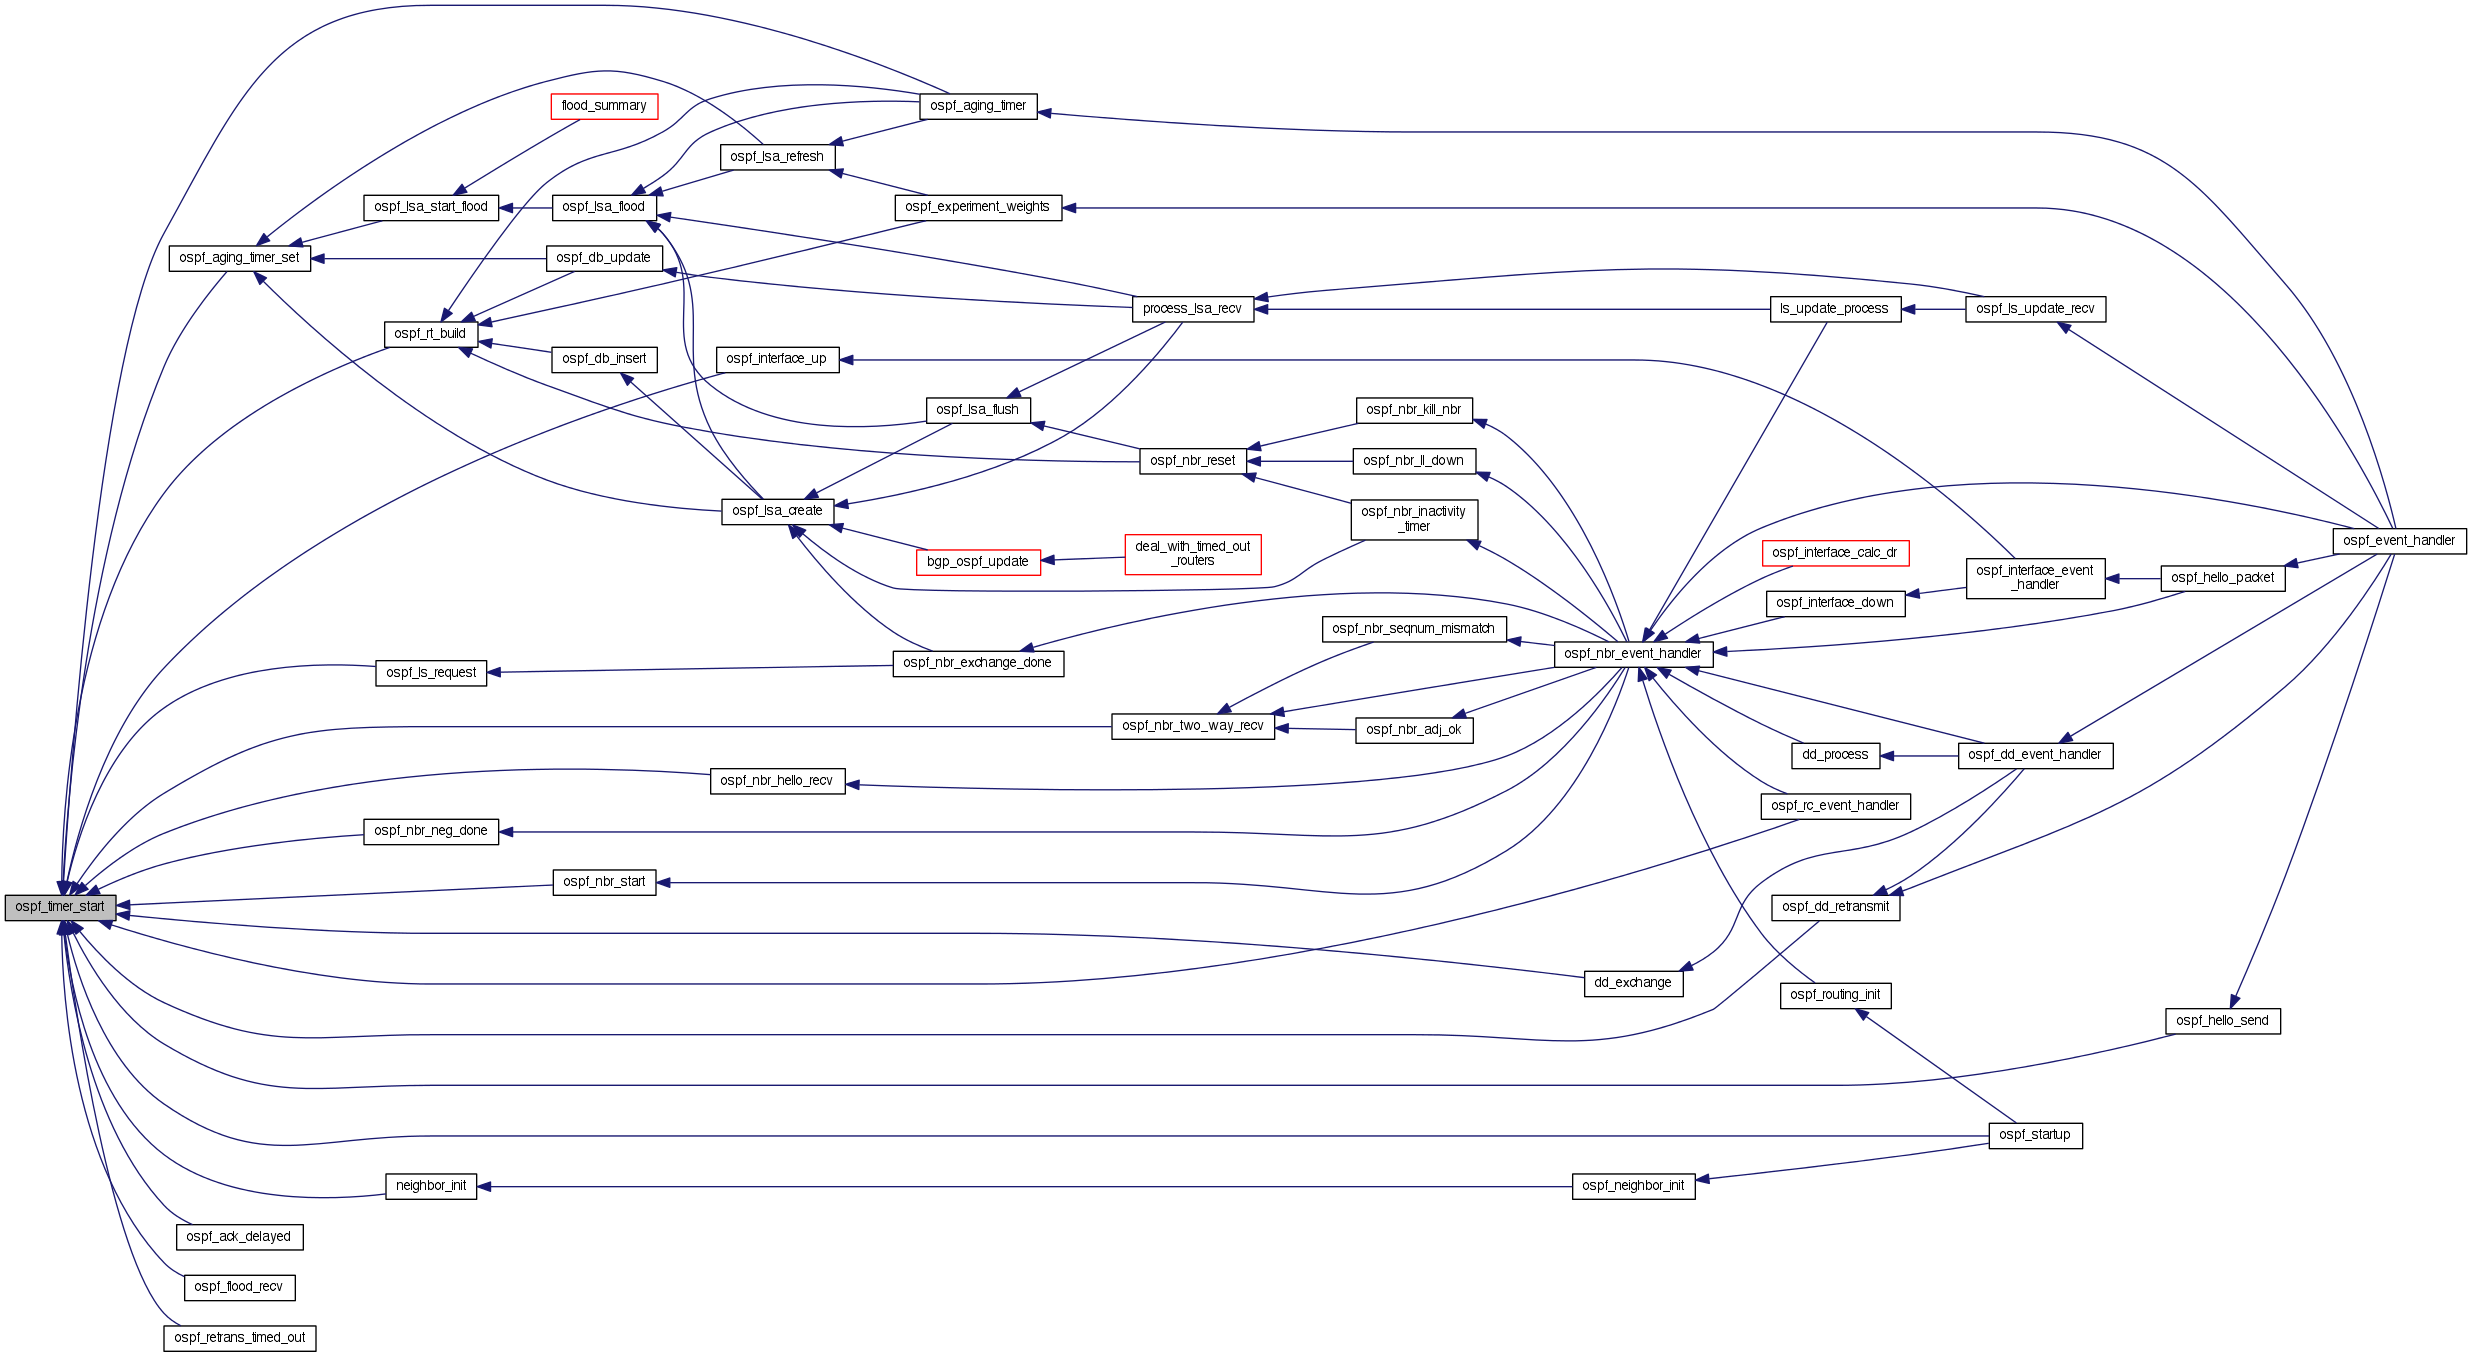 flood_summary
ospf_aging_timer
ospf_lsa_refresh
ospf_lsa_start_flood
ospf_lsa_flood
ospf_experiment_weights
ospf_aging_timer_set
ospf_db_update
process_lsa_recv
ls_update_process
ospf_ls_update_recv
ospf_rt_build
ospf_db_insert
ospf_interface_up
ospf_lsa_flush
ospf_nbr_kill_nbr
ospf_nbr_reset
ospf_nbr_ll_down
ospf_lsa_create
ospf_nbr_inactivity
_timer
ospf_event_handler
bgp_ospf_update
deal_with_timed_out
_routers
ospf_interface_calc_dr
ospf_interface_event
_handler
ospf_hello_packet
ospf_interface_down
ospf_nbr_seqnum_mismatch
ospf_nbr_event_handler
ospf_nbr_exchange_done
ospf_ls_request
ospf_nbr_two_way_recv
ospf_nbr_adj_ok
dd_process
ospf_dd_event_handler
ospf_nbr_hello_recv
ospf_rc_event_handler
ospf_nbr_neg_done
ospf_nbr_start
ospf_timer_start
ospf_dd_retransmit
dd_exchange
ospf_routing_init
ospf_hello_send
ospf_startup
neighbor_init
ospf_neighbor_init
ospf_ack_delayed
ospf_flood_recv
ospf_retrans_timed_out